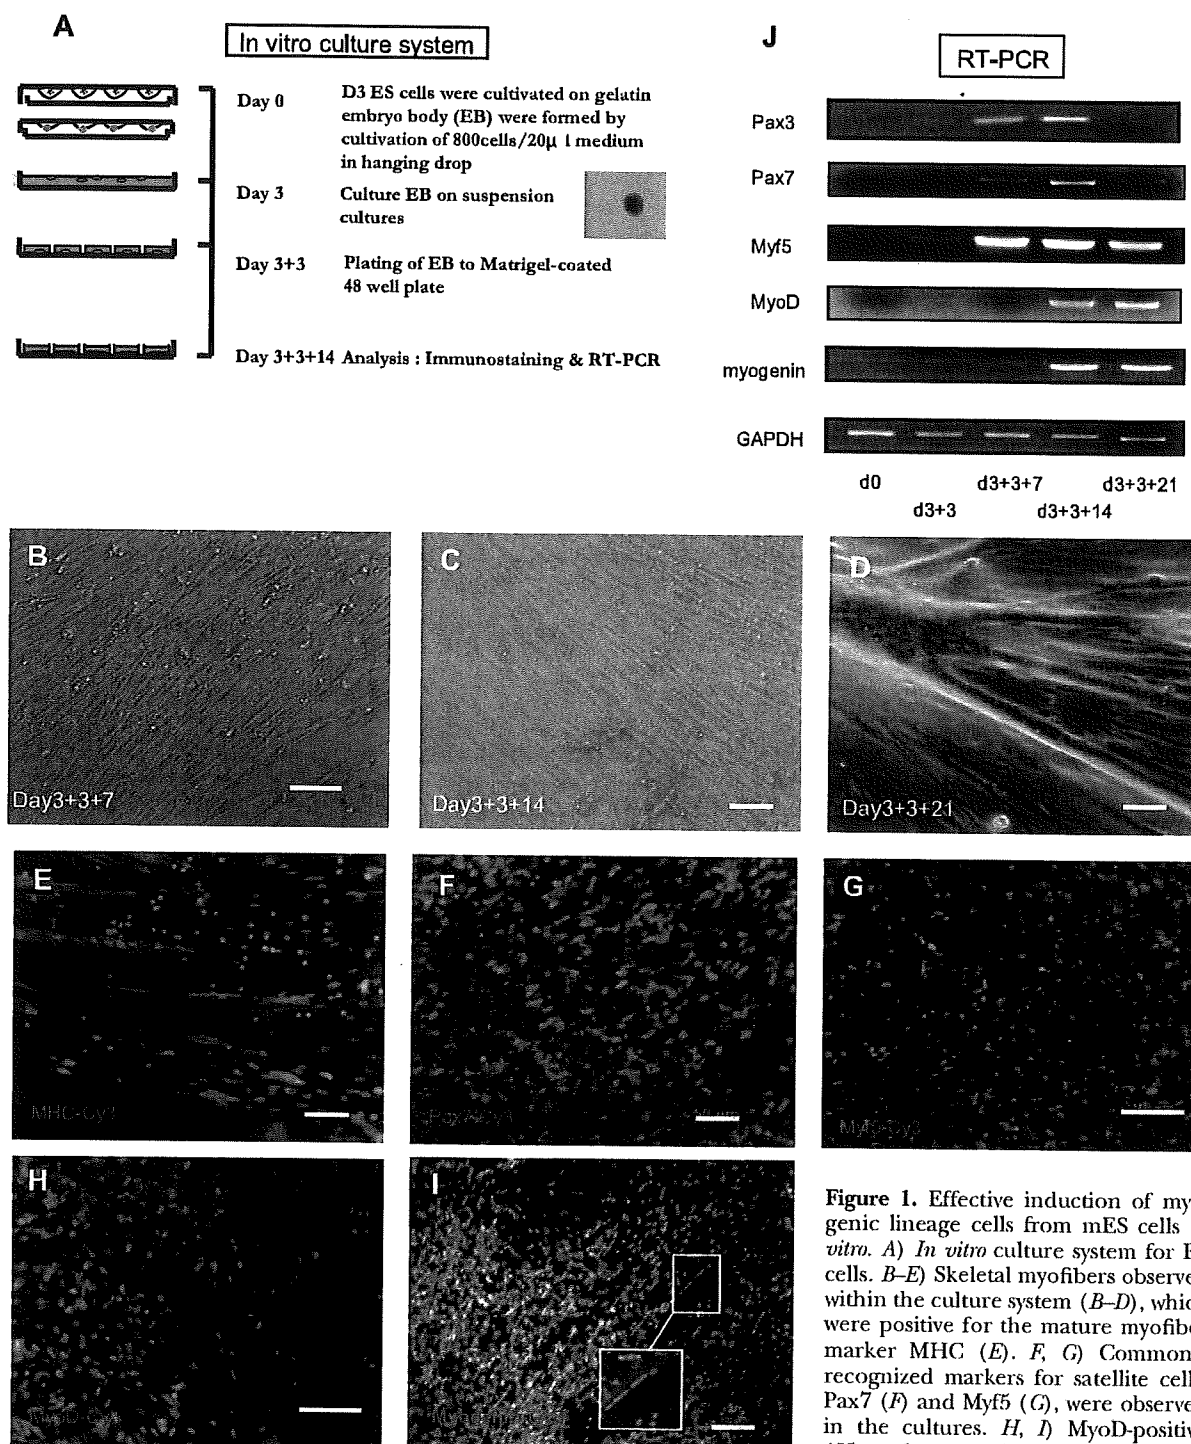 A
In vitro culture system
Day 0
D3 ES cells were cultivated on gelatin
embryo body (EB) were formed by
cultivation of 800cells/20μ l medium
in hanging drop
Day 3
Culture EB on suspension
cultures
Day 3+3
Plating of EB to Matrigel-coated
48 well plate
Day 3+3+14 Analysis : Immunostaining & RT-PCR
J
RT-PCR
Pax3
Pax7
Myf5
MyoD
myogenin
GAPDH
d0
d3+3
d3+3+7
d3+3+14
d3+3+21
B
Day3+3+7
C
Day3+3+14
D
Day3+3+21
E
MHC-Cy3
F
Pax7-Cy3
G
Myf5-Cy3
H
I
Figure 1. Effective induction of my
genic lineage cells from mES cells
vitro. A) In vitro culture system for E
cells. B–E) Skeletal myofibers observe
within the culture system (B–D), whic
were positive for the mature myofibe
marker MHC (E). F, G) Common
recognized markers for satellite cell
Pax7 (F) and Myf5 (G), were observe
in the cultures. H, I) MyoD-positiv